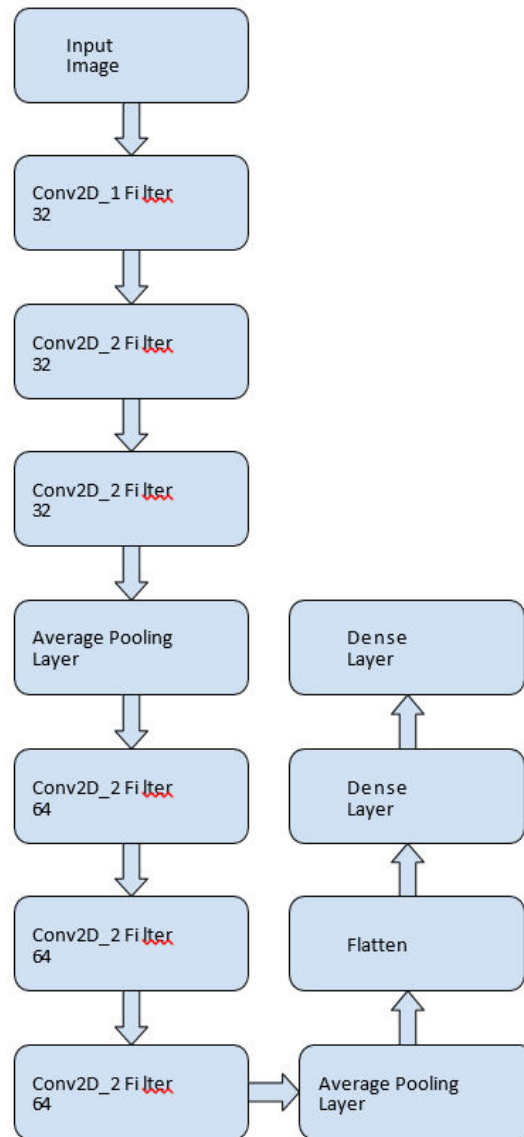 Input
Image
Conv2D_1 Filter
32
Conv2D_2 Filter
32
Conv2D_2 Filter
32
Average Pooling
Layer
Conv2D_2 Filter
64
Conv2D_2 Filter
64
Conv2D_2 Filter
64
Average Pooling
Layer
Flatten
Dense
Layer
Dense
Layer